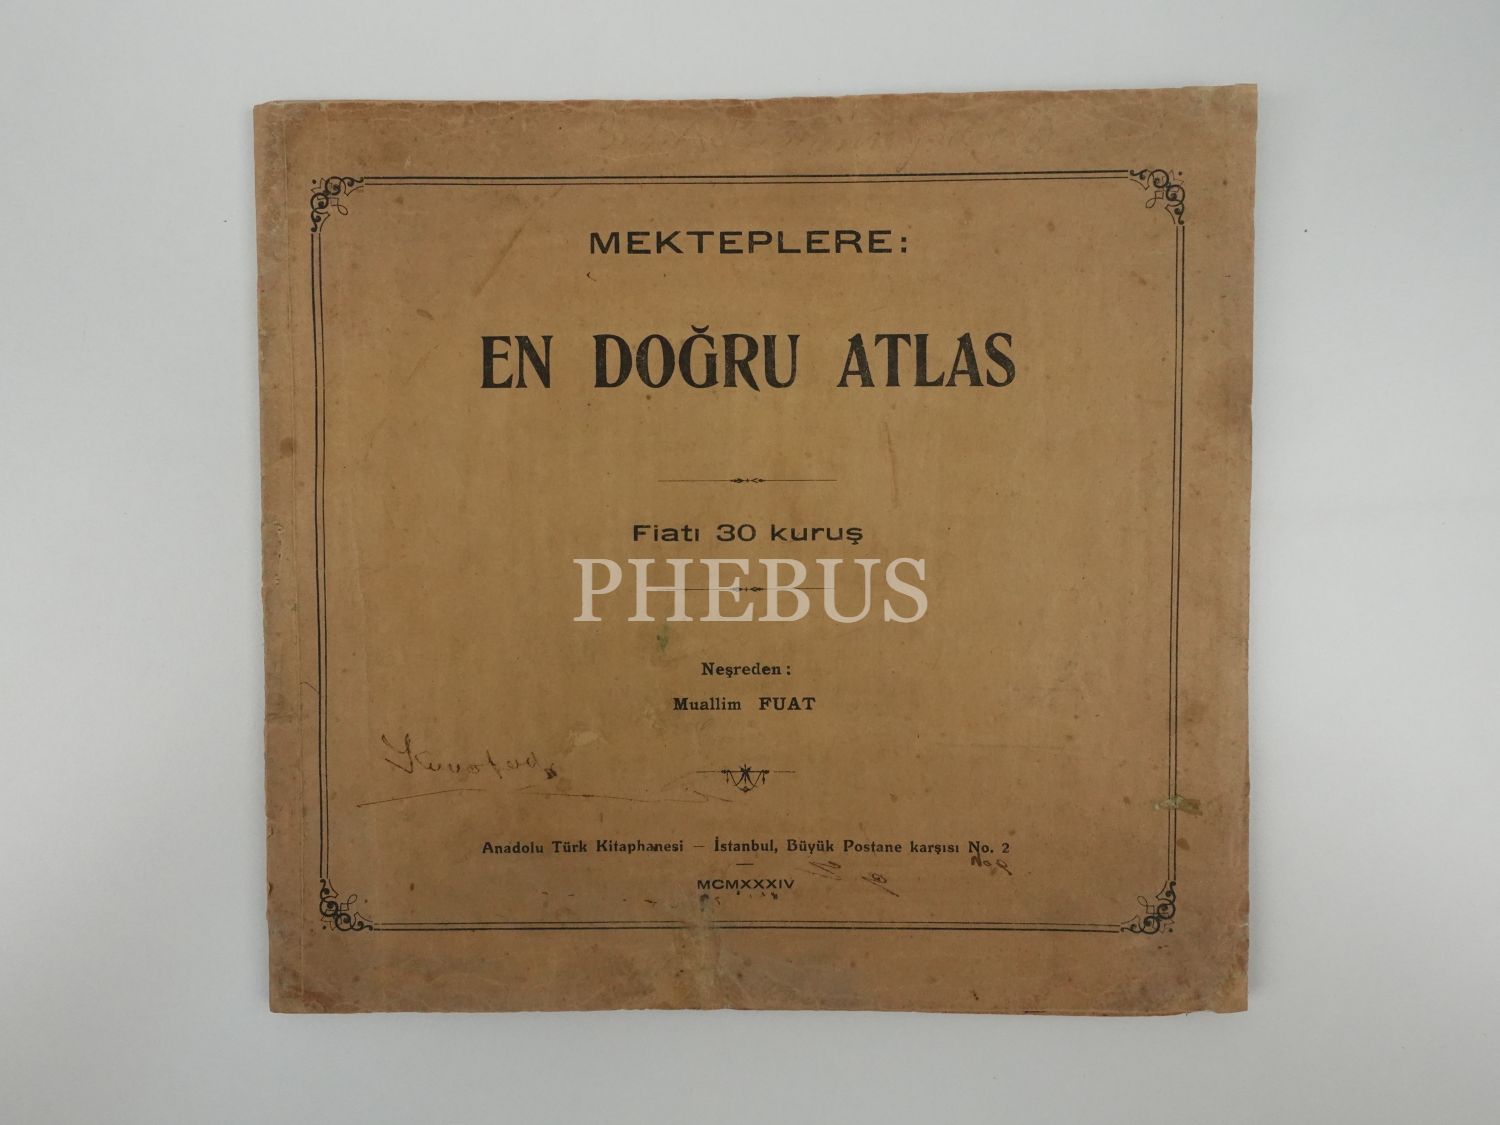 MEKTEPLERE:
EN DOĞRU ATLAS
Fiatı 30 kuruş
PHEBUS
Neşreden:
Muallim FUAT
Anadolu Türk Kitaphanesi — İstanbul, Büyük Postane karşısı No. 2
MCMXXXIV